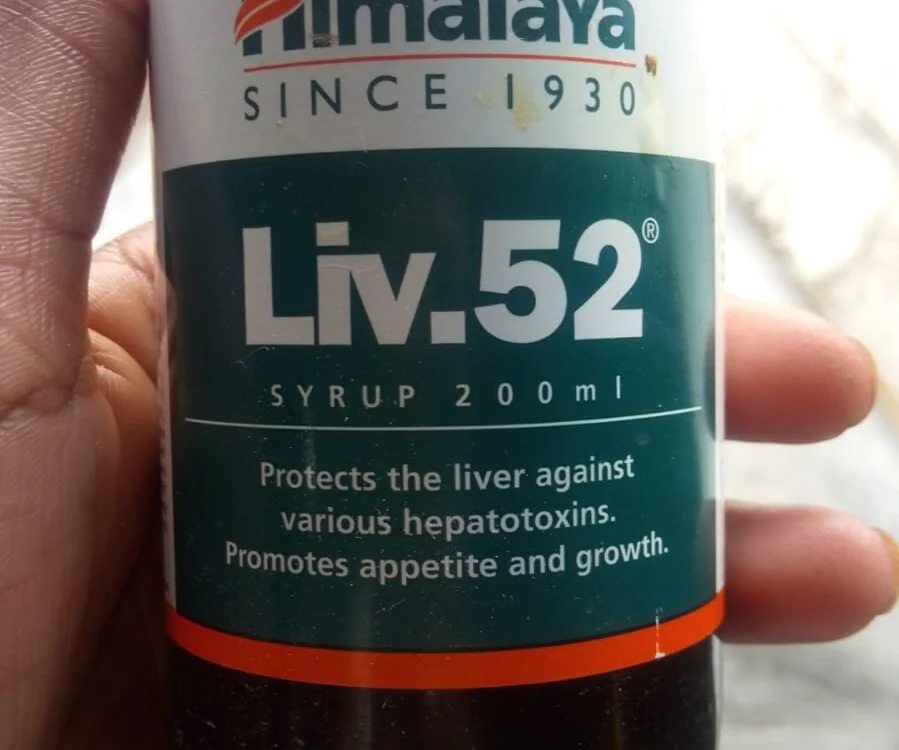 Himalaya
SINCE 1930
Liv.52®
SYRUP 200ml
Protects the liver against
various hepatotoxins.
Promotes appetite and growth.